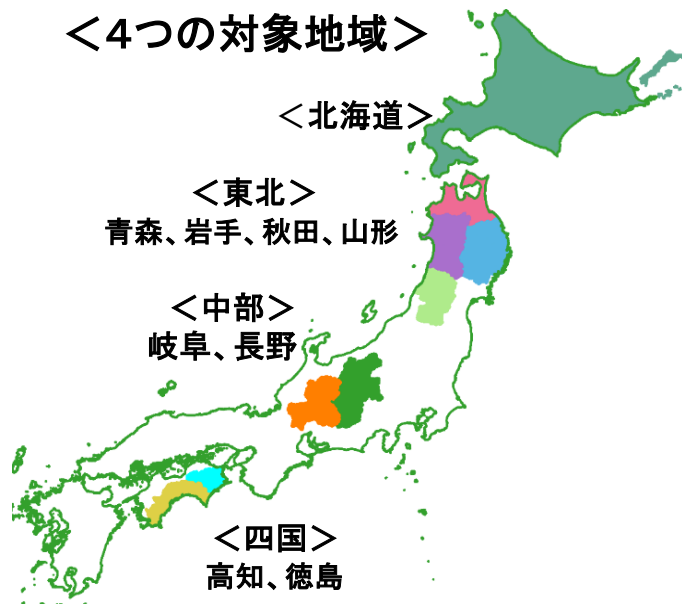 ＜4つの対象地域＞
＜北海道＞
＜東北＞
青森、岩手、秋田、山形
＜中部＞
岐阜、長野
＜四国＞
高知、徳島